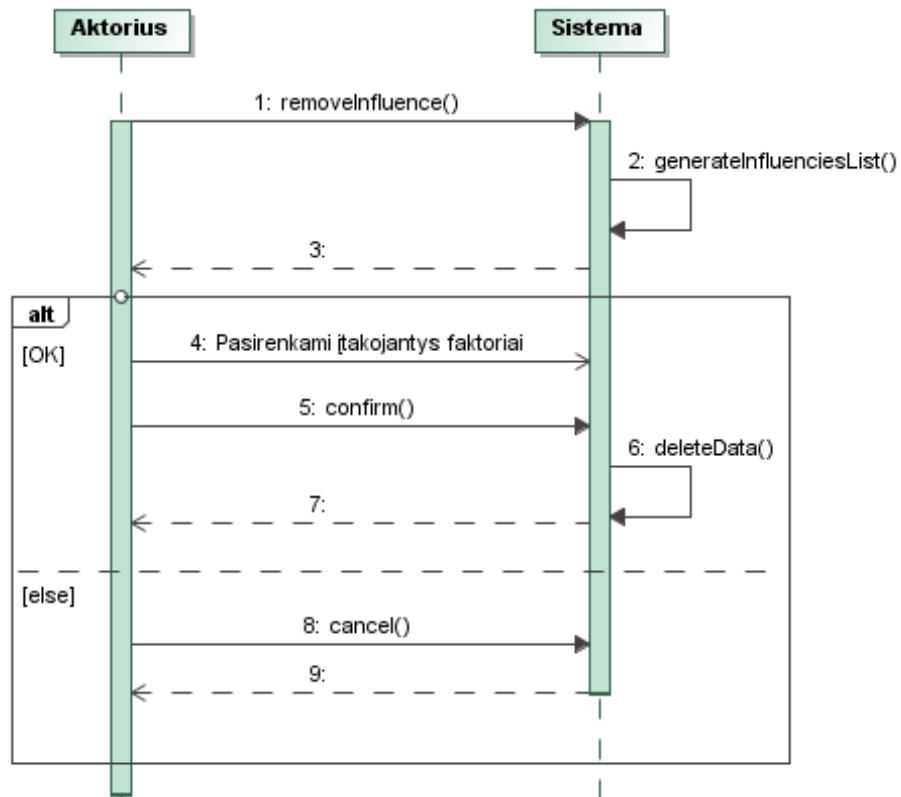 Aktorius
Sistema
1: removeInfluence()
2: generateInfluenciesList()
3:
alt
[OK]
4: Pasirenkami įtakojantys faktoriai
5: confirm()
6: deleteData()
7:
[else]
8: cancel()
9: